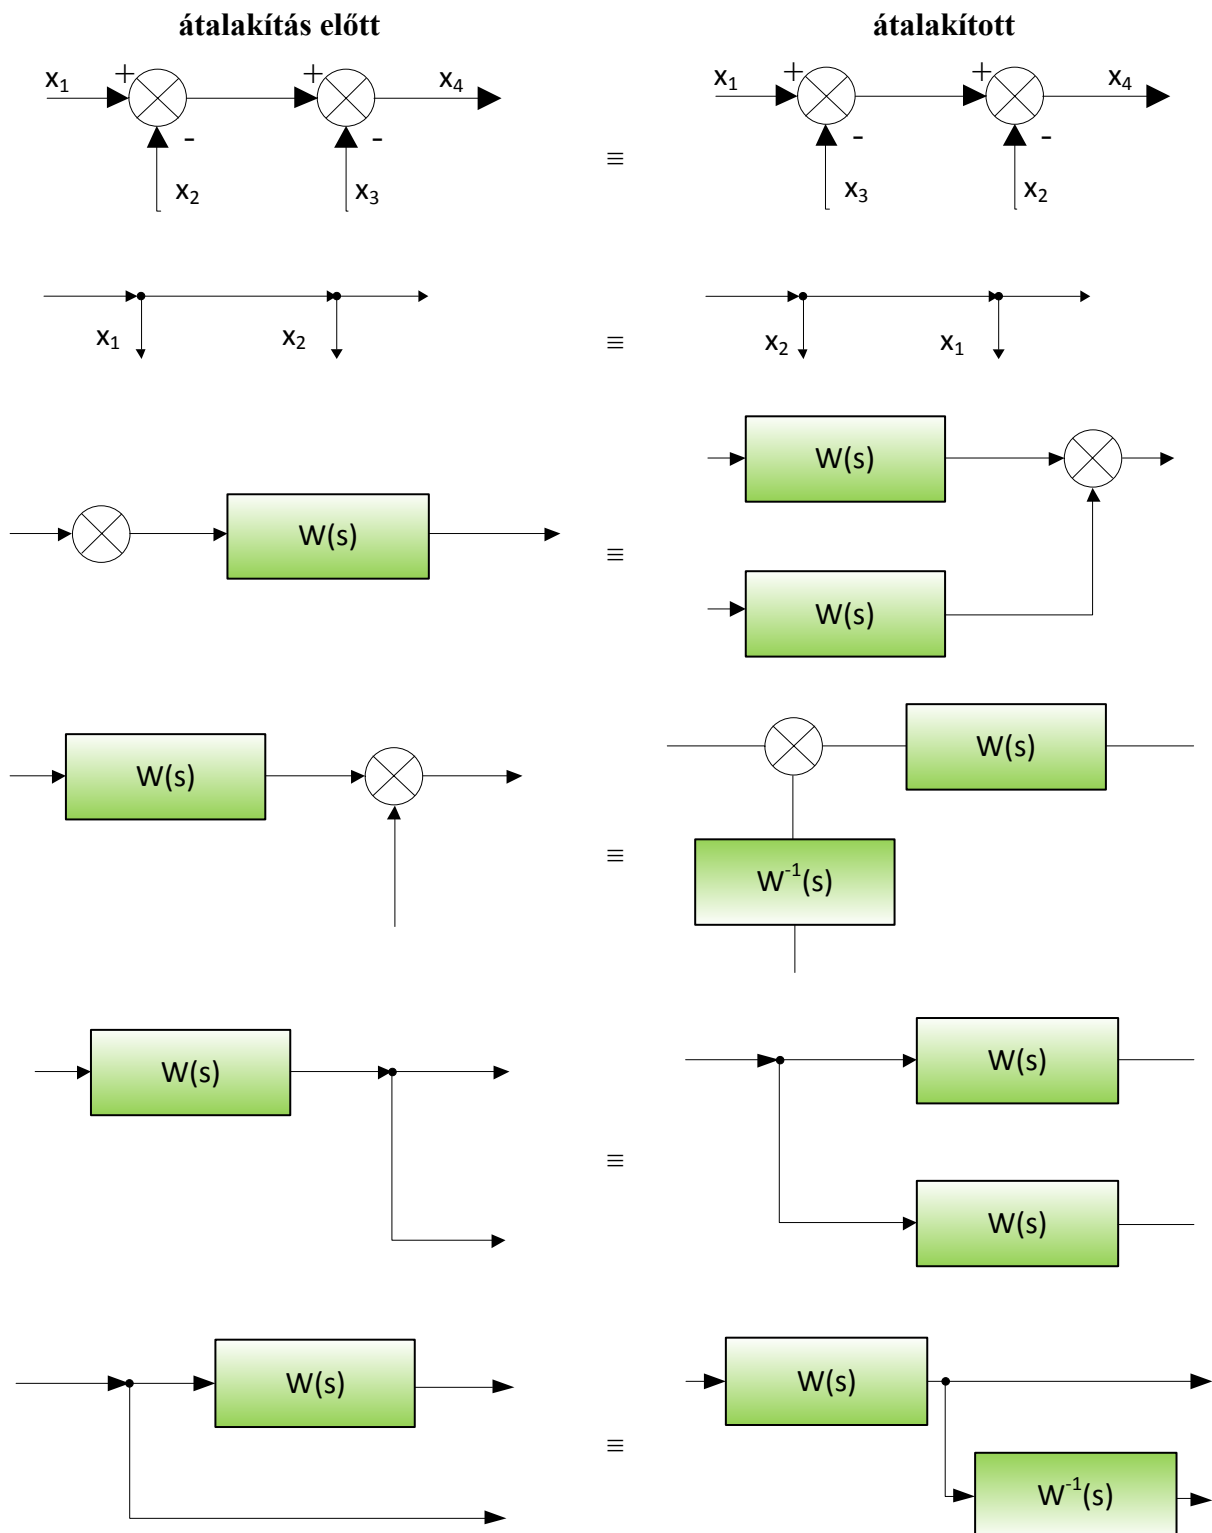 átalakítás előtt átalakított
x₁ + + x₄ x₁ + + x₄
- - - -
x₂ x₃ ≡ x₃ x₂
x₁ x₂ ≡ x₂ x₁
W(s)
W(s) ≡
W(s)
W(s) W(s)
≡ W⁻¹(s)
W(s) W(s)
≡
W(s)
W(s) W(s)
≡
W⁻¹(s)